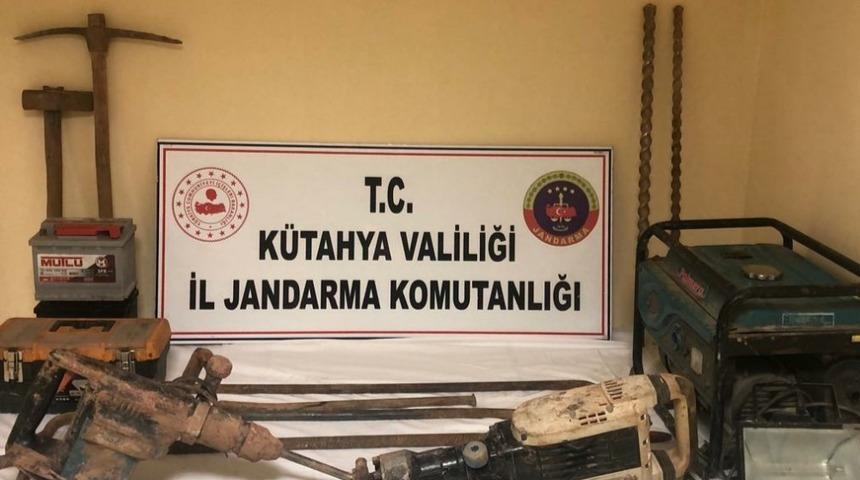 T.C.
KÜTAHYA VALİLİĞİ
İL JANDARMA KOMUTANLIĞI
JANDARMA
MUTLU